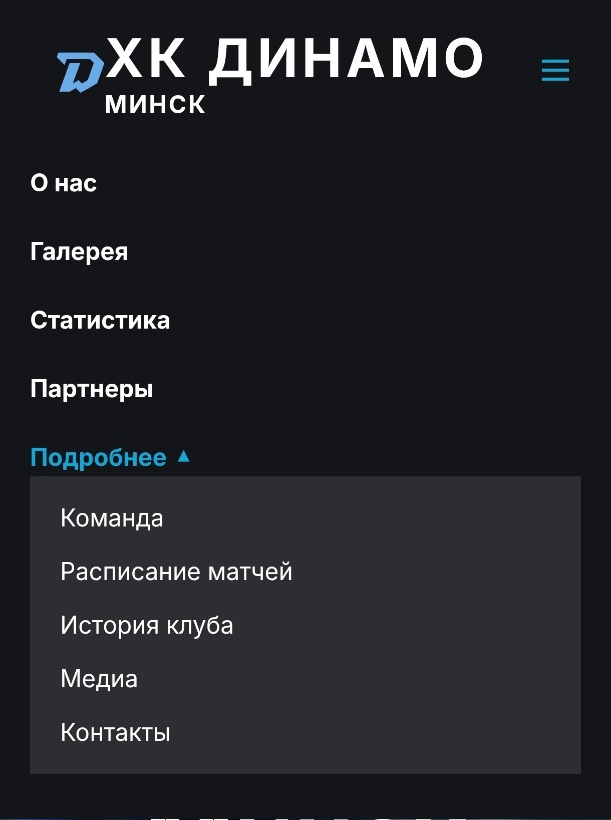 ХК ДИНАМО
МИНСК
О нас
Галерея
Статистика
Партнеры
Подробнее ▲
Команда
Расписание матчей
История клуба
Медиа
Контакты